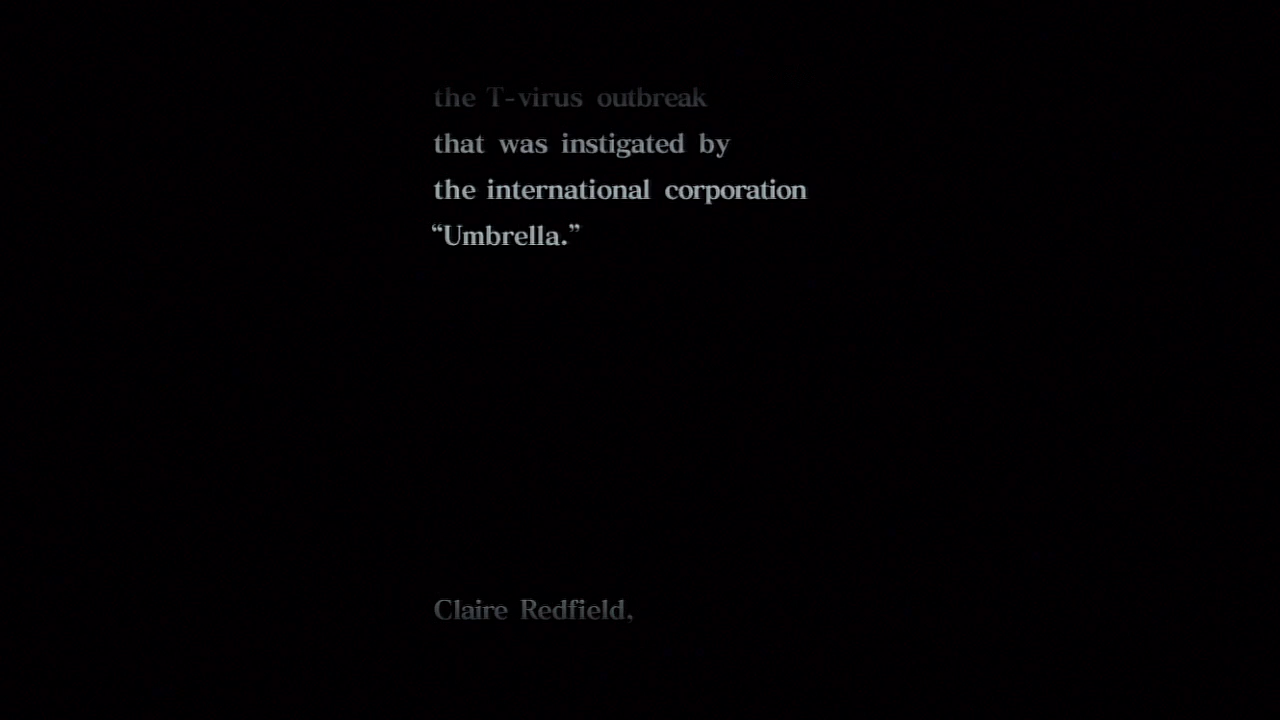 the T-virus outbreak
that was instigated by
the international corporation
“Umbrella.”
Claire Redfield,